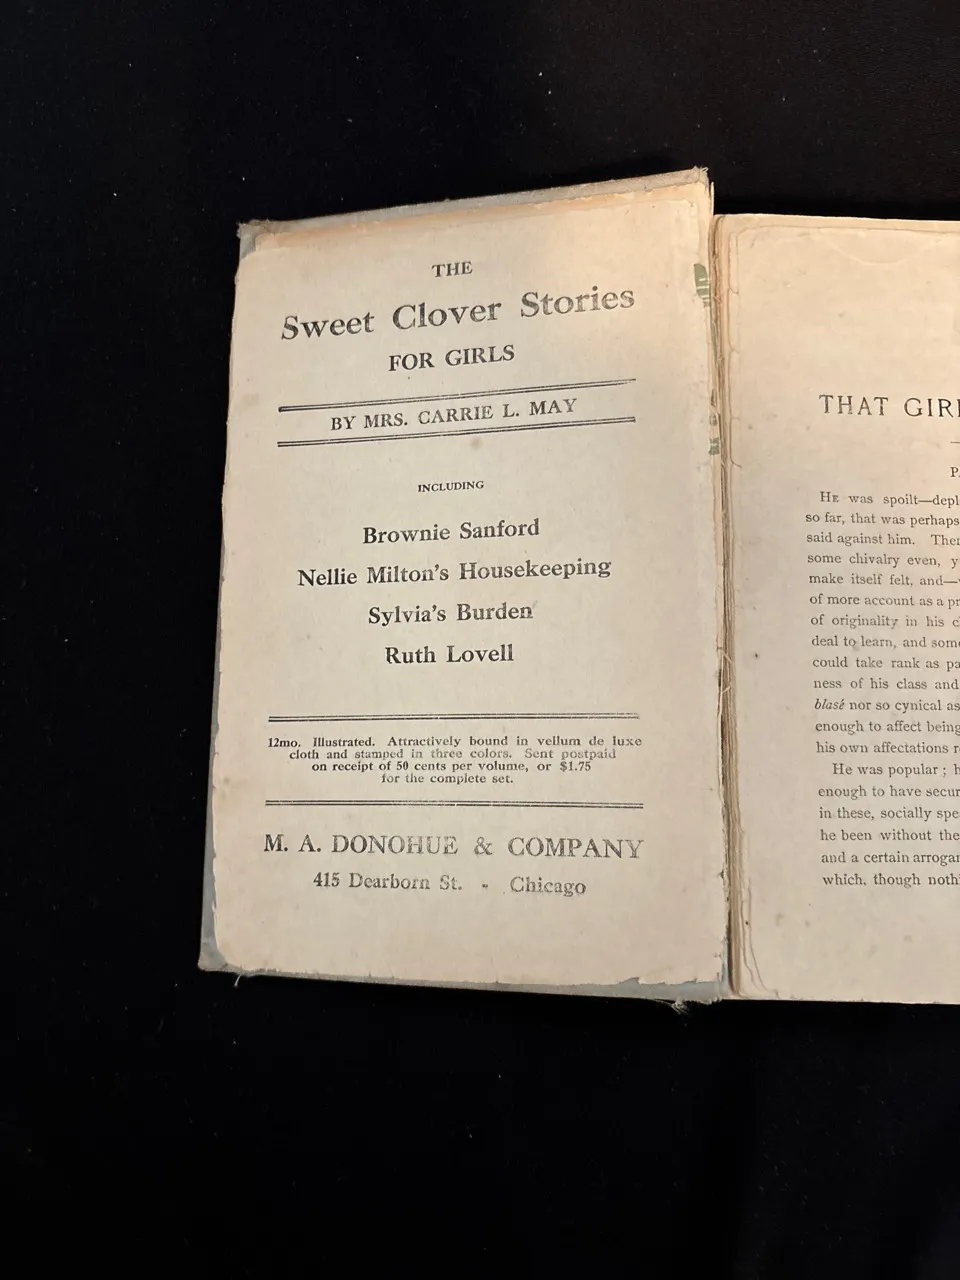 THE
Sweet Clover Stories
FOR GIRLS
BY MRS. CARRIE L. MAY
INCLUDING
Brownie Sanford
Nellie Milton's Housekeeping
Sylvia's Burden
Ruth Lovell
12mo. Illustrated. Attractively bound in vellum de luxe
cloth and stamped in three colors. Sent postpaid
on receipt of 50 cents per volume, or $1.75
for the complete set.
M. A. DONOHUE & COMPANY
415 Dearborn St. - Chicago
THAT GIRL
HE was spoilt—depl
so far, that was perhaps
said against him. Ther
some chivalry even, y
make itself felt, and—
of more account as a pr
of originality in his c
deal to learn, and some
could take rank as pa
ness of his class and
blasé nor so cynical as
enough to affect being
his own affections r
He was popular ; h
enough to have secur
in these, socially spe
he been without the
and a certain arrogan
which, though nothi